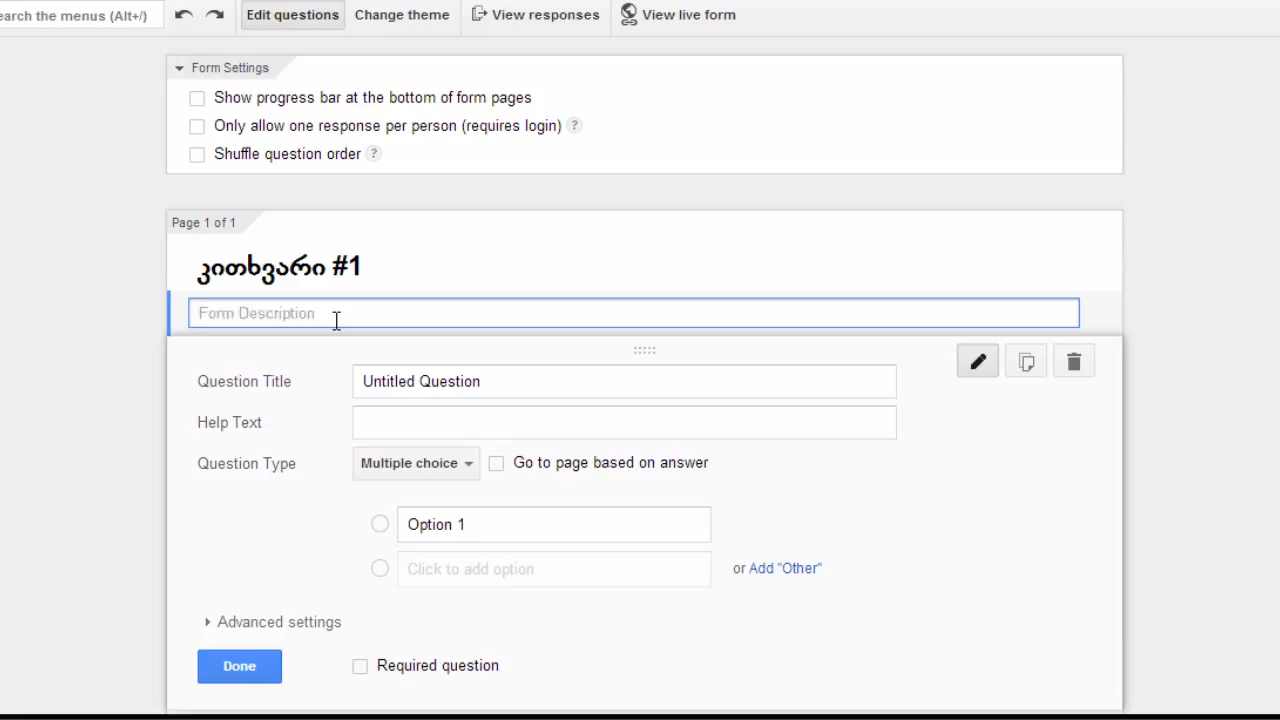 earch the menus (Alt+/)
Edit questions
Change theme
View responses
View live form
Form Settings
Show progress bar at the bottom of form pages
Only allow one response per person (requires login) ?
Shuffle question order ?
Page 1 of 1
კითხვარი #1
Form Description
Question Title
Untitled Question
Help Text
Question Type
Multiple choice
Go to page based on answer
Option 1
Click to add option
or Add "Other"
Advanced settings
Done
Required question